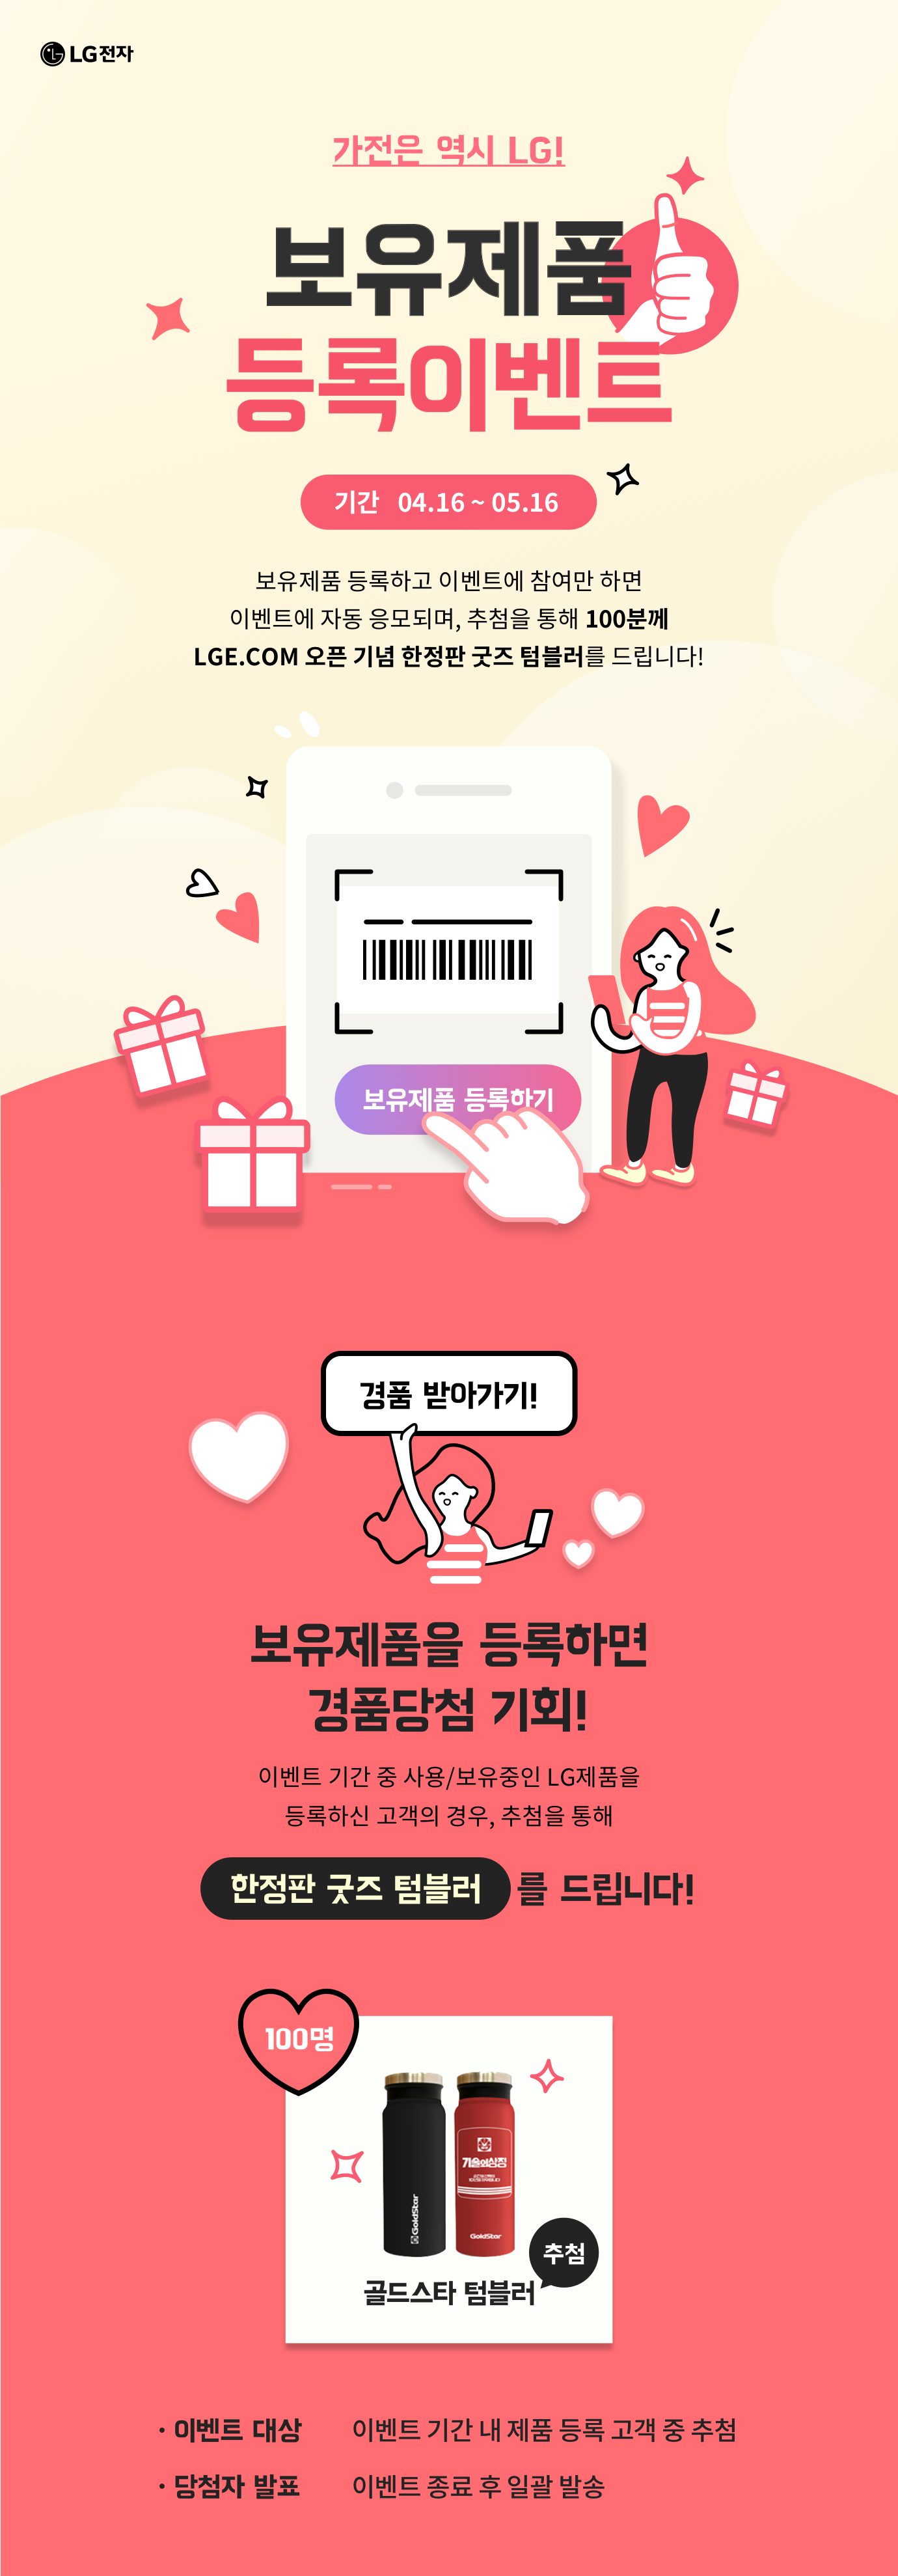 LG전자
가전은 역시 LG!
보유제품
등록이벤트
기간 04.16 ~ 05.16
보유제품 등록하고 이벤트에 참여만 하면
이벤트에 자동 응모되며, 추첨을 통해 100분께
LGE.COM 오픈 기념 한정판 굿즈 텀블러를 드립니다!
보유제품 등록하기
경품 받아가기!
보유제품을 등록하면
경품당첨 기회!
이벤트 기간 중 사용/보유중인 LG제품을
등록하신 고객의 경우, 추첨을 통해
한정판 굿즈 텀블러를 드립니다!
100명
기술의상징
GoldStar
GoldStar
추첨
골드스타 텀블러
· 이벤트 대상 이벤트 기간 내 제품 등록 고객 중 추첨
· 당첨자 발표 이벤트 종료 후 일괄 발송